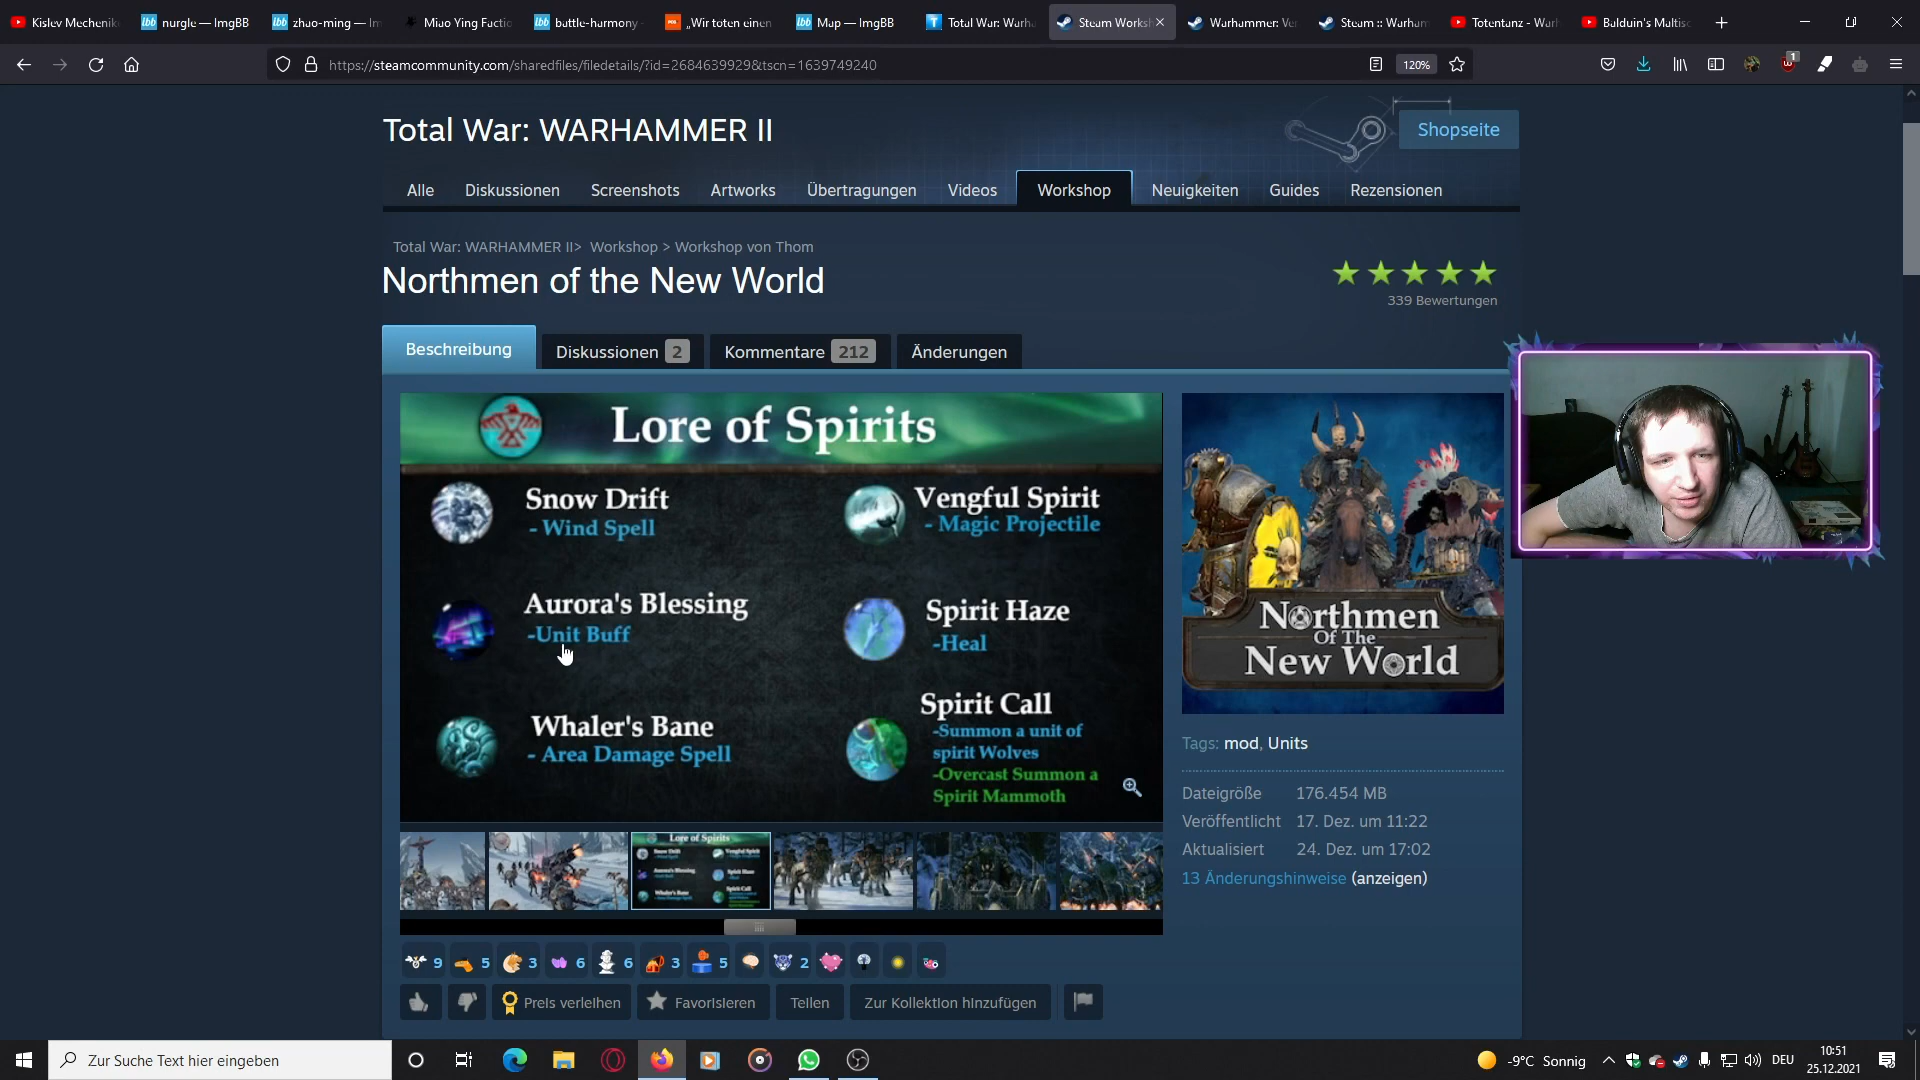 Kislev Mechenik
nurgle — ImgBB
zhao-ming — Im
Miao Ying Factio
battle-harmony
„Wir toten einen
Map — ImgBB
Total War: Warha
Steam Worksh
Warhammer: Ver
Steam :: Warham
Totentanz - Warh
Balduin's Maltisc
https://steamcommunity.com/sharedfiles/filedetails/?id=2684639929&tscn=1639749240
120%
1
Total War: WARHAMMER II
Shopseite
Alle
Diskussionen
Screenshots
Artworks
Übertragungen
Videos
Workshop
Neuigkeiten
Guides
Rezensionen
Total War: WARHAMMER II> Workshop > Workshop von Thom
Northmen of the New World
339 Bewertungen
Beschreibung
Diskussionen 2
Kommentare 212
Änderungen
Lore of Spirits
Snow Drift
- Wind Spell
Vengful Spirit
- Magic Projectile
Aurora's Blessing
-Unit Buff
Spirit Haze
-Heal
Whaler's Bane
- Area Damage Spell
Spirit Call
-Summon a unit of
spirit Wolves
-Overcast Summon a
Spirit Mammoth
Northmen
Of The
New World
Tags: mod, Units
Dateigröße 176.454 MB
Veröffentlicht 17. Dez. um 11:22
Aktualisiert 24. Dez. um 17:02
13 Änderungshinweise (anzeigen)
9 5 3 6 6 3 5 2
Preis verleihen
Favorisieren
Teilen
Zur Kollektion hinzufügen
Zur Suche Text hier eingeben
-9°C Sonnig
DEU
10:51
25.12.2021